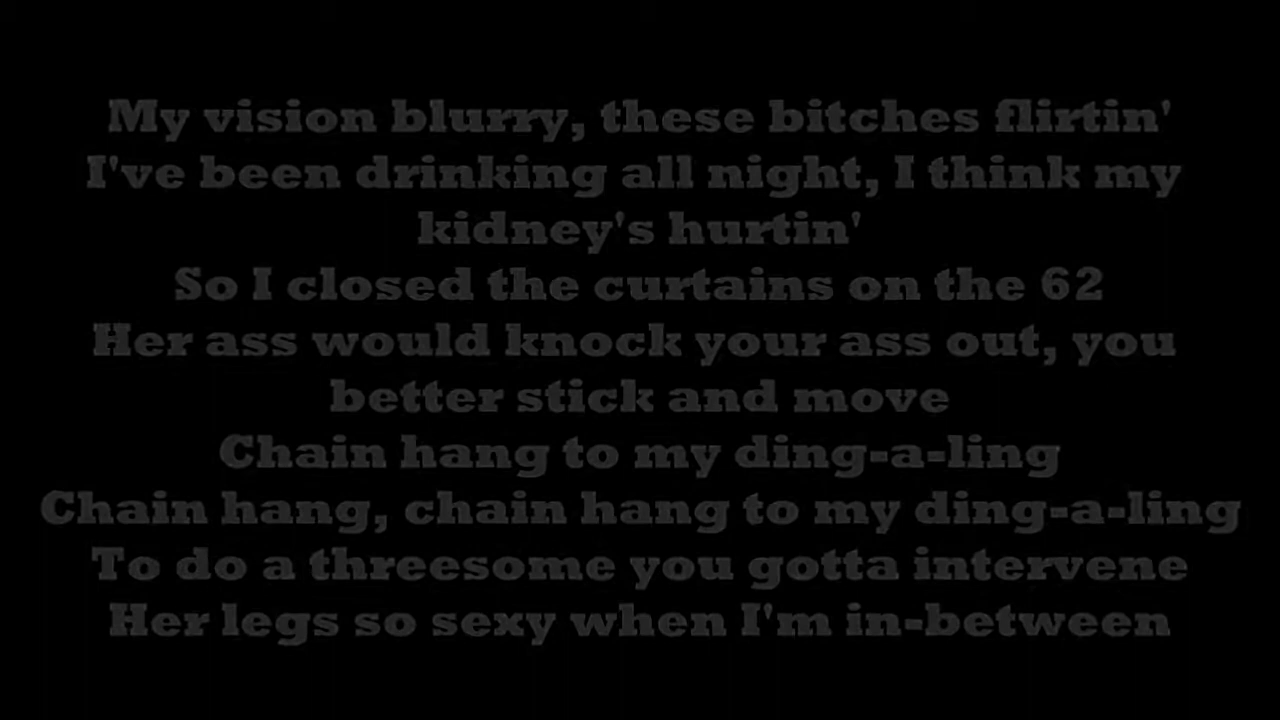 My vision blurry, these bitches flirtin'
I've been drinking all night, I think my
kidney's hurtin'
So I closed the curtains on the 62
Her ass would knock your ass out, you
better stick and move
Chain hang to my ding-a-ling
Chain hang, chain hang to my ding-a-ling
To do a threesome you gotta intervene
Her legs so sexy when I'm in-between